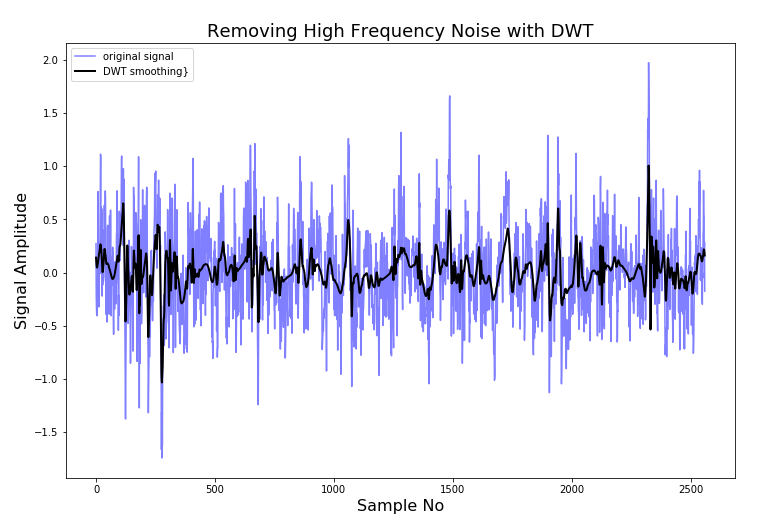 Removing High Frequency Noise with DWT
original signal
DWT smoothing}
Signal Amplitude
2.0
1.5
1.0
0.5
0.0
−0.5
−1.0
−1.5
0
500
1000
1500
2000
2500
Sample No